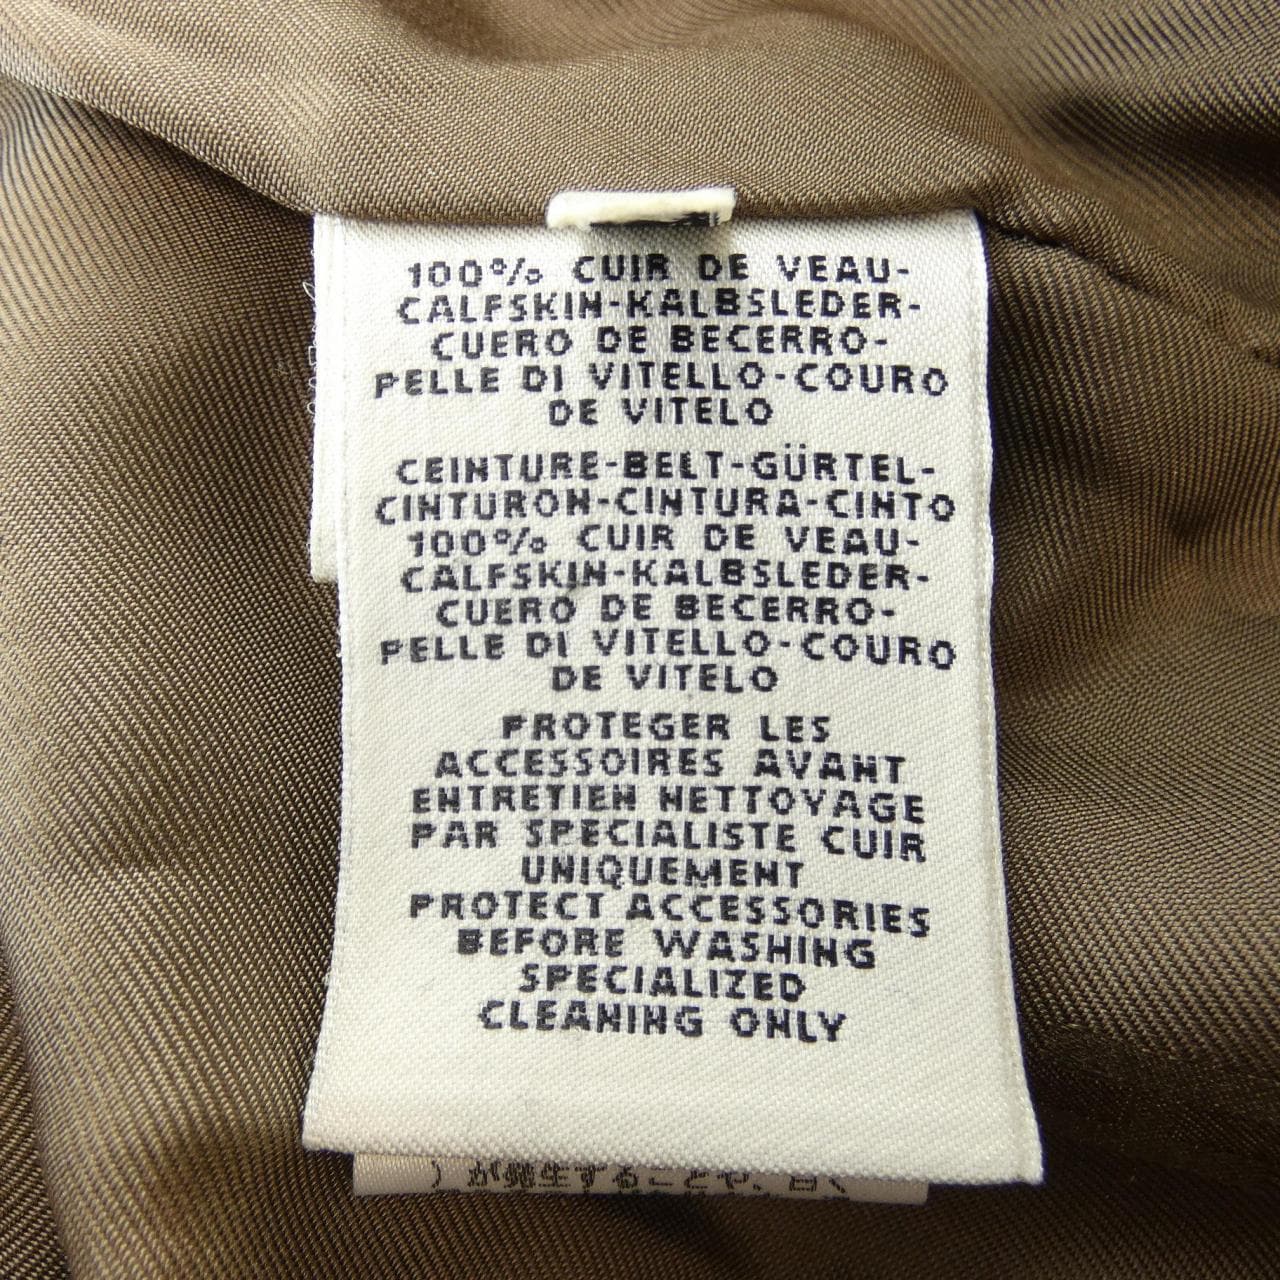 100% CUIR DE VEAU-
CALFSKIN-KALBSLEDER-
CUERO DE BECERRO-
PELLE DI VITELLO-COURO
DE VITELO
CEINTURE-BELT-GÜRTEL-
CINTURON-CINTURA-CINTO
100% CUIR DE VEAU-
CALFSKIN-KALBSLEDER-
CUERO DE BECERRO-
PELLE DI VITELLO-COURO
DE VITELO
PROTEGER LES
ACCESSOIRES AVANT
ENTRETIEN NETTOYAGE
PAR SPECIALISTE CUIR
UNIQUEMENT
PROTECT ACCESSORIES
BEFORE WASHING
SPECIALIZED
CLEANING ONLY